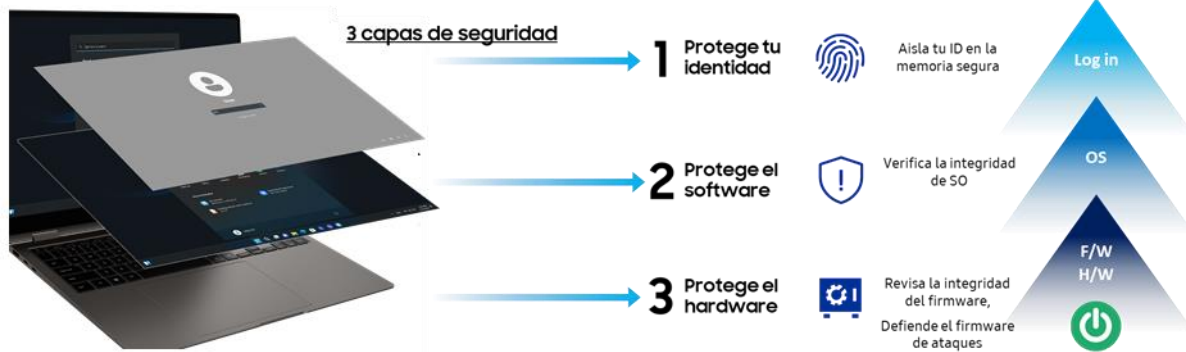 3 capas de seguridad
1 Protege tu
identidad
Aisla tu ID en la
memoria segura
Log in
2 Protege el
software
Verifica la integridad
de SO
OS
3 Protege el
hardware
Revisa la integridad
del firmware,
Defiende el firmware
de ataques
F/W
H/W